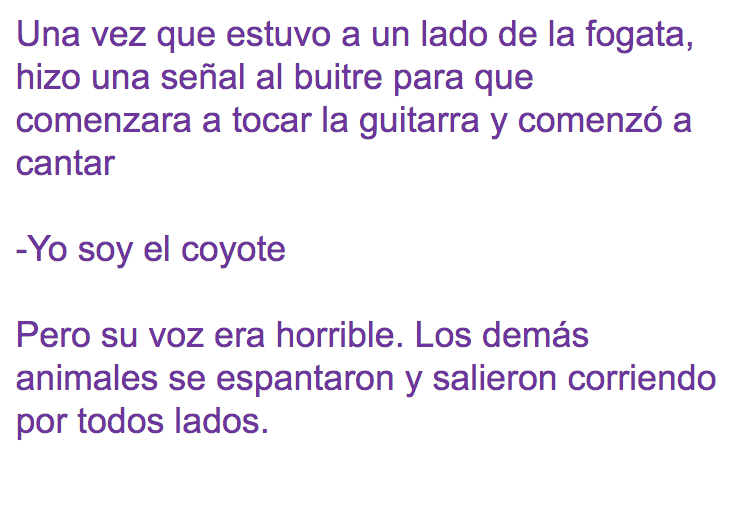 Una vez que estuvo a un lado de la fogata,
hizo una señal al buitre para que
comenzara a tocar la guitarra y comenzó a
cantar
-Yo soy el coyote
Pero su voz era horrible. Los demás
animales se espantaron y salieron corriendo
por todos lados.